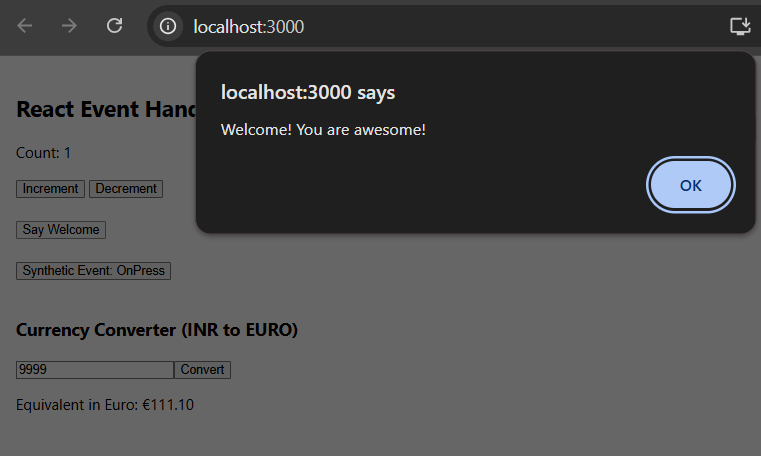 localhost:3000
localhost:3000 says
Welcome! You are awesome!
OK
React Event Hand
Count: 1
Increment Decrement
Say Welcome
Synthetic Event: OnPress
Currency Converter (INR to EURO)
9999 Convert
Equivalent in Euro: €111.10